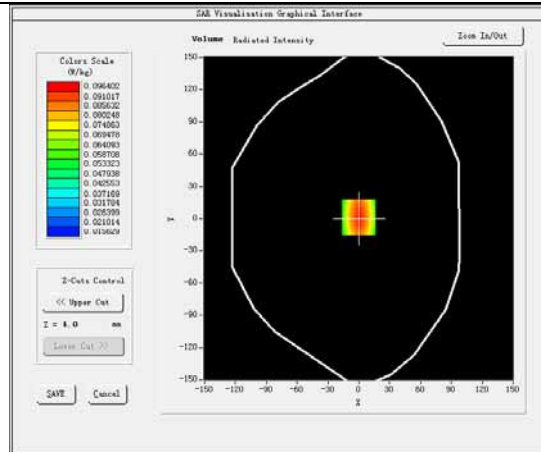 SAR Visualisation Graphical Interface
Volume Radiated Intensity
Zoom In/Out
Colors Scale
(W/kg)
0.096402
0.091017
0.085632
0.080248
0.074863
0.069478
0.064093
0.058708
0.053323
0.047938
0.042553
0.037169
0.031784
0.026399
0.021014
0.015629
150
120
90
60
30
0
-30
-60
-90
-120
-150
Y
-150 -120 -90 -60 -30 0 30 60 90 120 150
X
Z-Cuts Control
<< Upper Cut
Z = 4.0 mm
Lower Cut >>
SAVE
Cancel